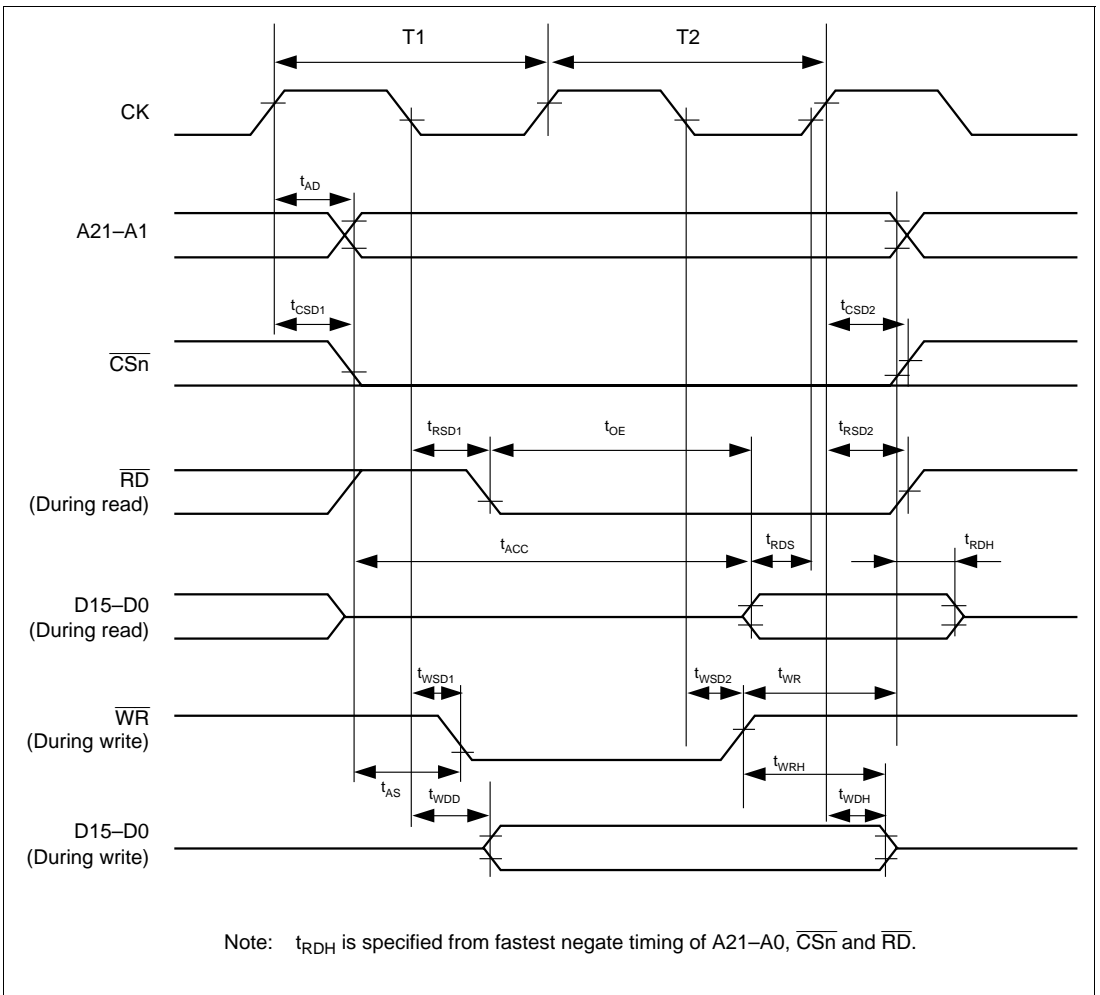 T1 T2
CK
tAD
A21–A1
tCSD1 tCSD2
CSn
tRSD1 tOE tRSD2
RD
(During read)
tACC tRDS tRDH
D15–D0
(During read)
tWSD1 tWSD2 tWR
WR
(During write)
tWRH
tAS tWDD tWDH
D15–D0
(During write)
Note: tRDH is specified from fastest negate timing of A21–A0, CSn and RD.